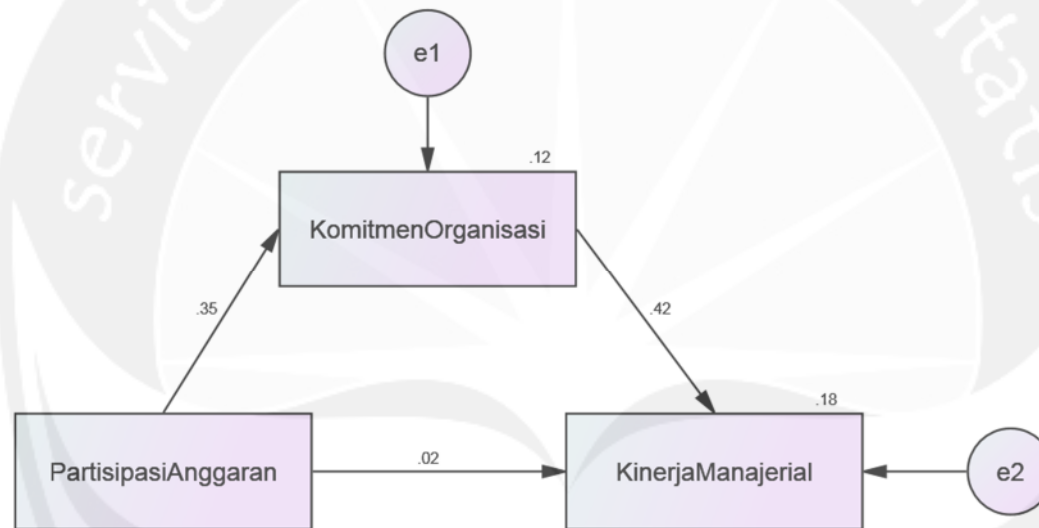 e1
.12
KomitmenOrganisasi
.35
.42
.18
PartisipasiAnggaran
.02
KinerjaManajerial
e2